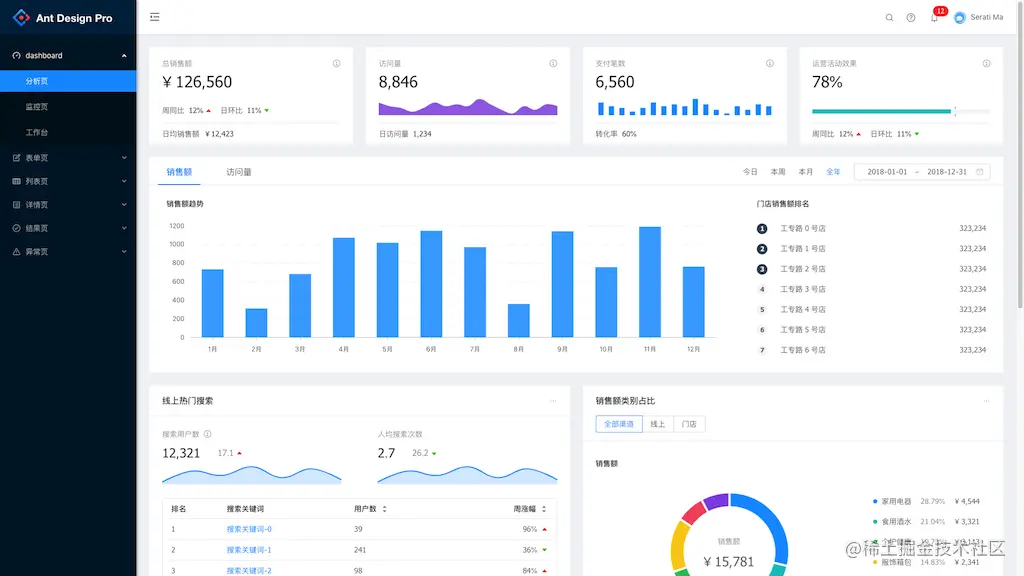 Ant Design Pro
12
Serati Ma
dashboard
分析页
监控页
工作台
表单页
列表页
详情页
结果页
异常页
总销售额
¥ 126,560
周同比 12% 日环比 11%
日均销售额 ¥ 12,423
访问量
8,846
日访问量 1,234
支付笔数
6,560
转化率 60%
运营活动效果
78%
周同比 12% 日环比 11%
销售额 访问量
今日 本周 本月 全年 2018-01-01 ~ 2018-12-31
销售额趋势
1200
1000
800
600
400
200
0
1月 2月 3月 4月 5月 6月 7月 8月 9月 10月 11月 12月
门店销售额排名
1 工专路 0 号店 323,234
2 工专路 1 号店 323,234
3 工专路 2 号店 323,234
4 工专路 3 号店 323,234
5 工专路 4 号店 323,234
6 工专路 5 号店 323,234
7 工专路 6 号店 323,234
线上热门搜索
搜索用户数
12,321 17.1
人均搜索次数
2.7 26.2
排名 搜索关键词 用户数 周涨幅
1 搜索关键词-0 39 96%
2 搜索关键词-1 241 36%
3 搜索关键词-2 98 84%
销售额类别占比
全部渠道 线上 门店
销售额
销售额
¥ 15,781
家用电器 28.79% ¥ 4,544
食用酒水 21.04% ¥ 3,321
服饰箱包 14.83% ¥ 2,341
@稀土掘金技术社区